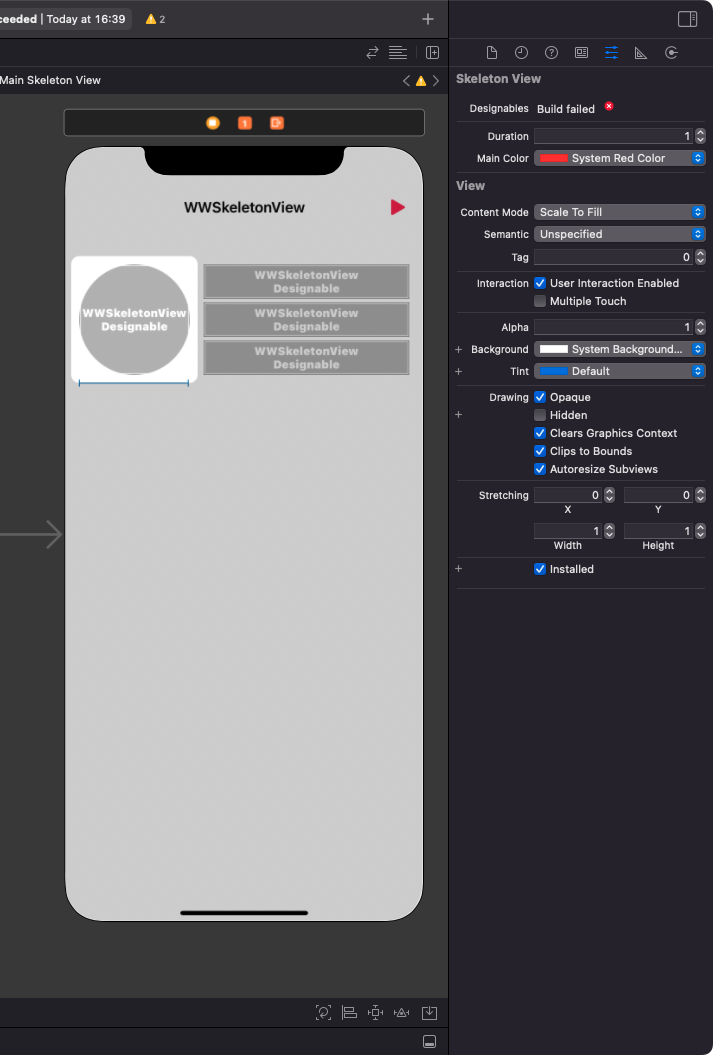 ceeded | Today at 16:39
2
Main Skeleton View
1
WWSkeletonView
WWSkeletonView
Designable
WWSkeletonView
Designable
WWSkeletonView
Designable
WWSkeletonView
Designable
Skeleton View
Designables Build failed
Duration 1
Main Color System Red Color
View
Content Mode Scale To Fill
Semantic Unspecified
Tag 0
Interaction User Interaction Enabled
Multiple Touch
Alpha 1
+ Background System Background...
+ Tint Default
Drawing Opaque
+ Hidden
Clears Graphics Context
Clips to Bounds
Autoresize Subviews
Stretching 0 0
X Y
1 1
Width Height
+ Installed